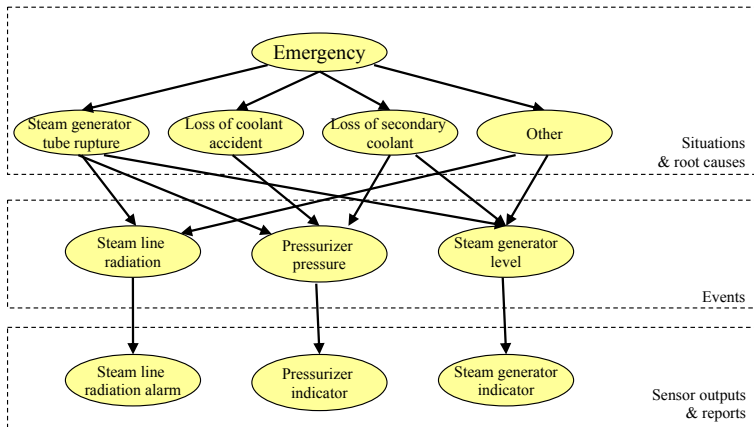 Emergency
Steam generator
tube rupture
Loss of coolant
accident
Loss of secondary
coolant
Other
Situations
& root causes
Steam line
radiation
Pressurizer
pressure
Steam generator
level
Events
Steam line
radiation alarm
Pressurizer
indicator
Steam generator
indicator
Sensor outputs
& reports